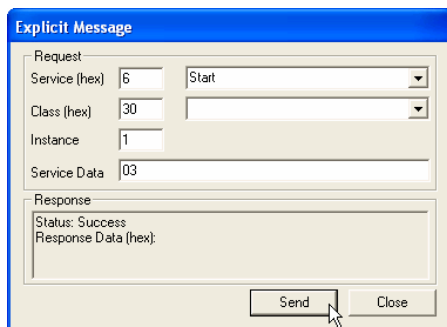 Explicit Message
Request
Service (hex) 6 Start
Class (hex) 30
Instance 1
Service Data 03
Response
Status: Success
Response Data (hex):
Send Close